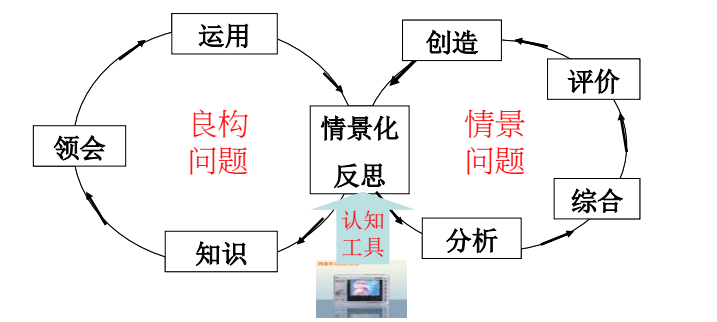 运用
创造
评价
良构
问题
情景化
反思
情景
问题
领会
综合
认知
工具
知识
分析